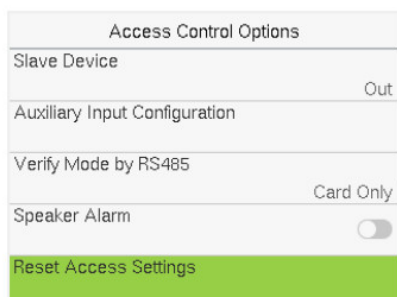 Access Control Options
Slave Device
Out
Auxiliary Input Configuration
Verify Mode by RS485
Card Only
Speaker Alarm
Reset Access Settings